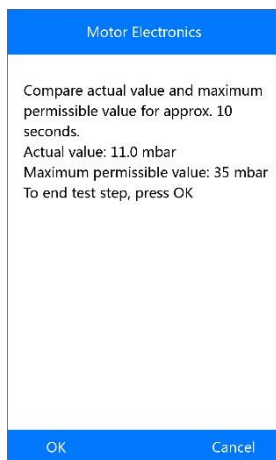 Motor Electronics
Compare actual value and maximum
permissible value for approx. 10
seconds.
Actual value: 11.0 mbar
Maximum permissible value: 35 mbar
To end test step, press OK
OK Cancel